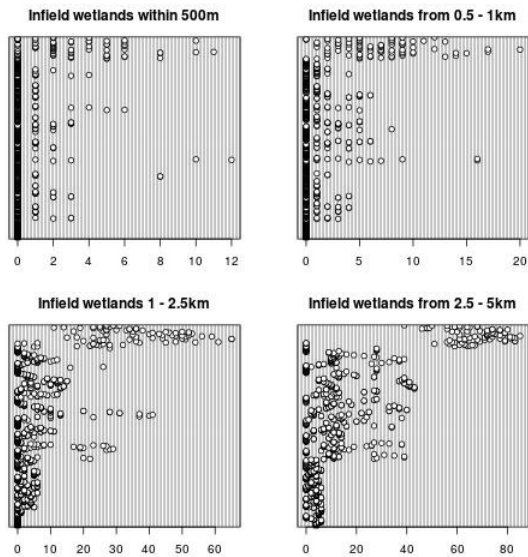 Infield wetlands within 500m
Infield wetlands from 0.5 - 1km
0 2 4 6 8 10 12
0 5 10 15 20
Infield wetlands 1 - 2.5km
Infield wetlands from 2.5 - 5km
0 10 20 30 40 50 60
0 20 40 60 80